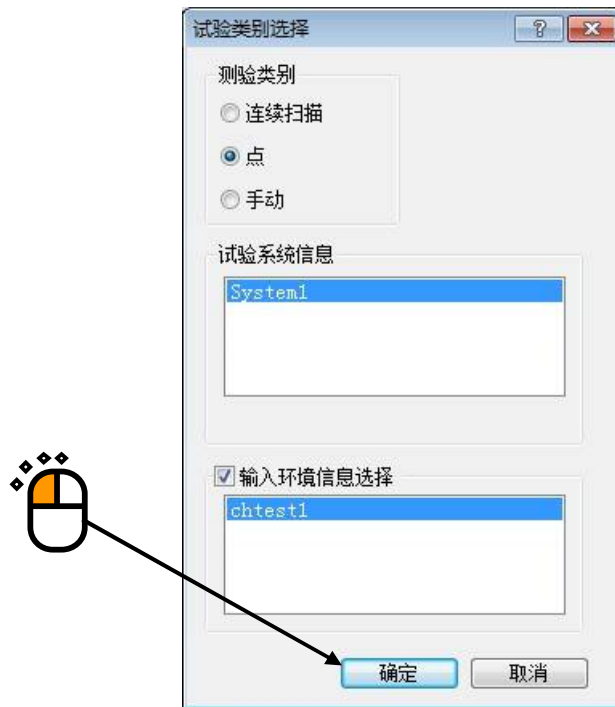 试验类别选择
测验类别
连续扫描
点
手动
试验系统信息
System1
输入环境信息选择
chtest1
确定 取消